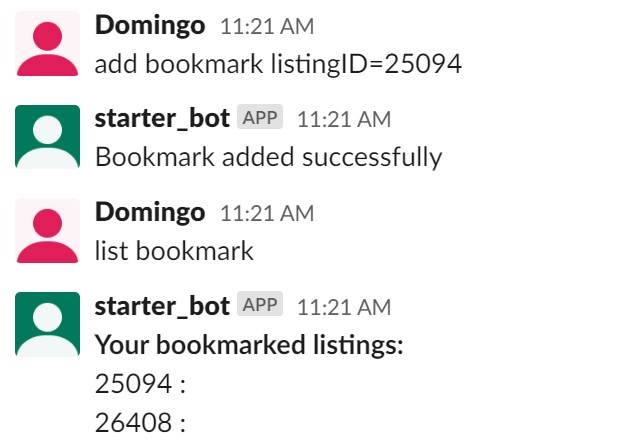 Domingo 11:21 AM
add bookmark listingID=25094
starter_bot APP 11:21 AM
Bookmark added successfully
Domingo 11:21 AM
list bookmark
starter_bot APP 11:21 AM
Your bookmarked listings:
25094 :
26408 :